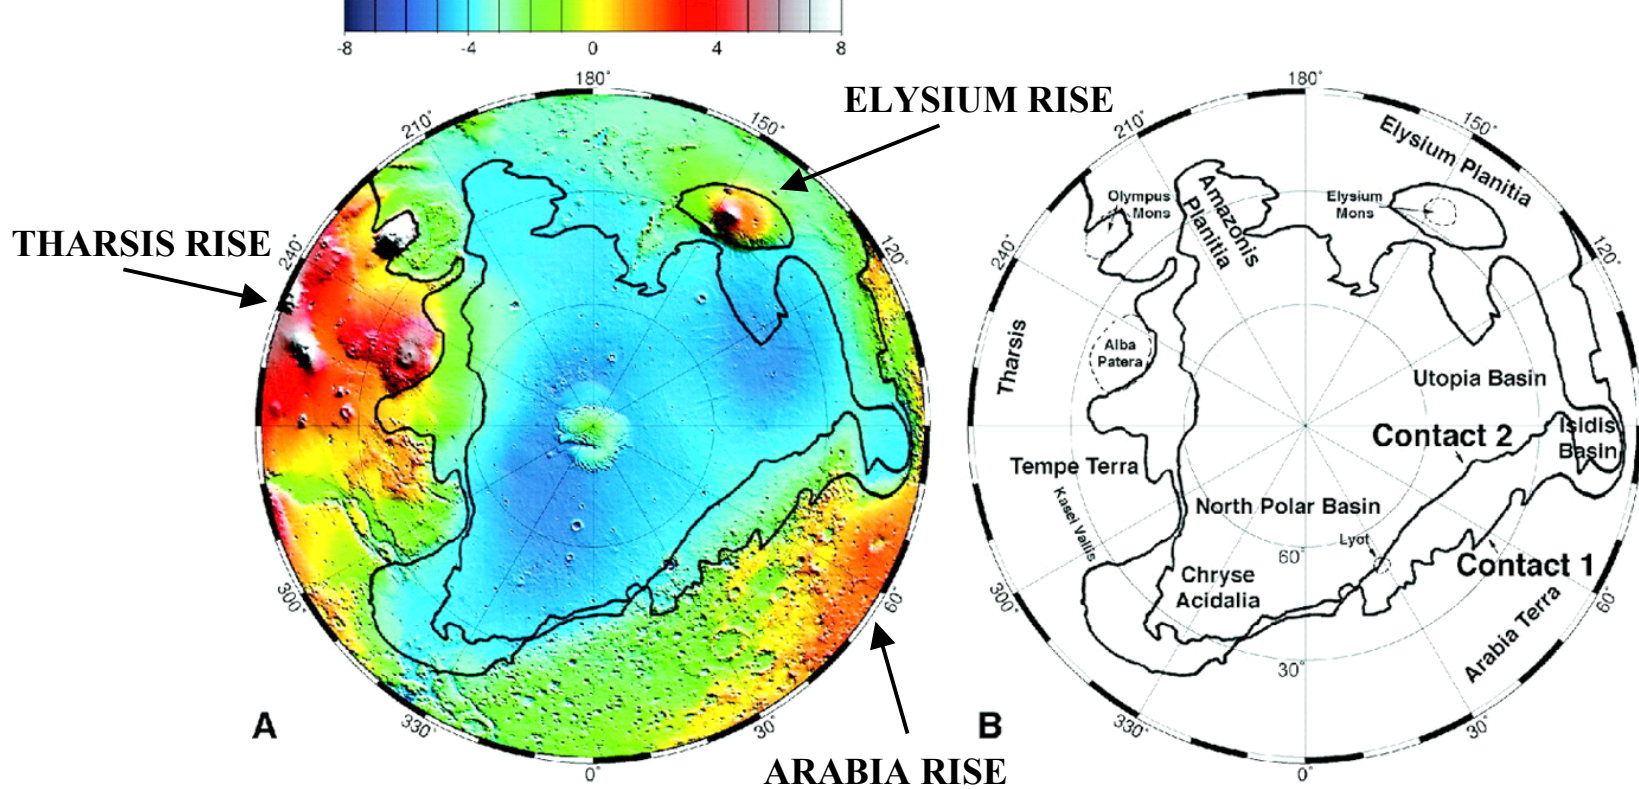 -8 -4 0 4 8
180°
210°
150°
ELYSIUM RISE
THARSIS RISE
240°
120°
300°
60°
330°
30°
0°
A
ARABIA RISE
180°
210°
150°
Elysium Planitia
Olympus
Mons
Amazonis
Planitia
Elysium
Mons
240°
120°
Tharsis
Alba
Patera
Utopia Basin
Contact 2
Isidis
Basin
Tempe Terra
Kasei Vallis
North Polar Basin
Lyot
60°
Contact 1
Chryse
Acidalia
300°
60°
Arabia Terra
30°
330°
30°
0°
B